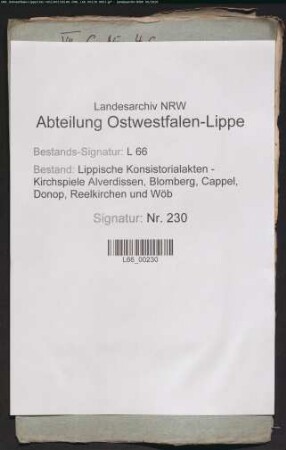 Landesarchiv NRW
Abteilung Ostwestfalen-Lippe
Bestands-Signatur: L 66
Bestand: Lippische Konsistorialakten -
Kirchspiele Alverdissen, Blomberg, Cappel,
Donop, Reelkirchen und Wöb
Signatur: Nr. 230
L66_00230